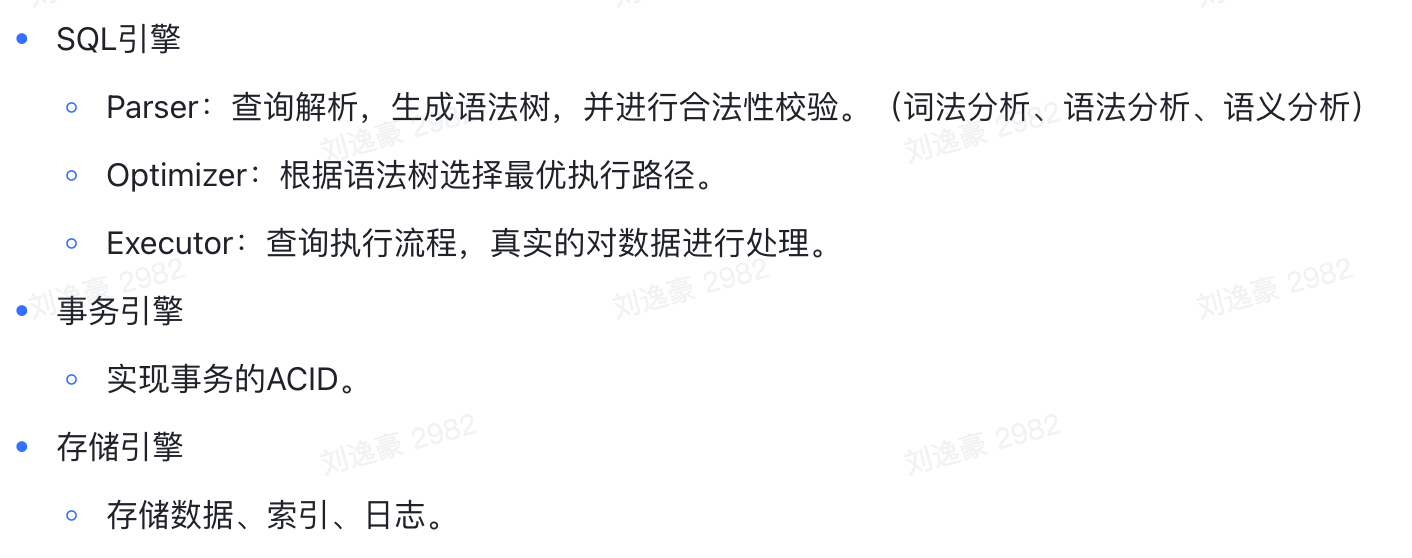 SQL引擎
Parser：查询解析，生成语法树，并进行合法性校验。（词法分析、语法分析、语义分析）
Optimizer：根据语法树选择最优执行路径。
Executor：查询执行流程，真实的对数据进行处理。
事务引擎
实现事务的ACID。
存储引擎
存储数据、索引、日志。
刘逸豪 2982
刘逸豪 2982
刘逸豪 2982
刘逸豪 2982
刘逸豪 2982
刘逸豪 2982
刘逸豪 2982